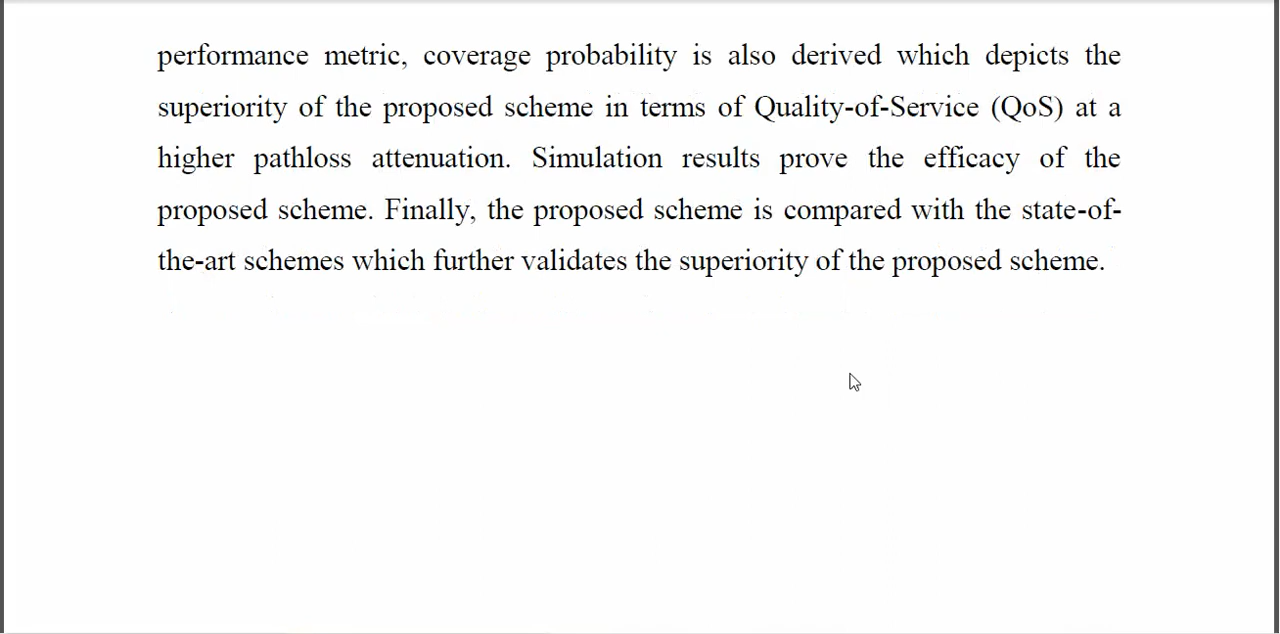 performance metric, coverage probability is also derived which depicts the
superiority of the proposed scheme in terms of Quality-of-Service (QoS) at a
higher pathloss attenuation. Simulation results prove the efficacy of the
proposed scheme. Finally, the proposed scheme is compared with the state-of-
the-art schemes which further validates the superiority of the proposed scheme.